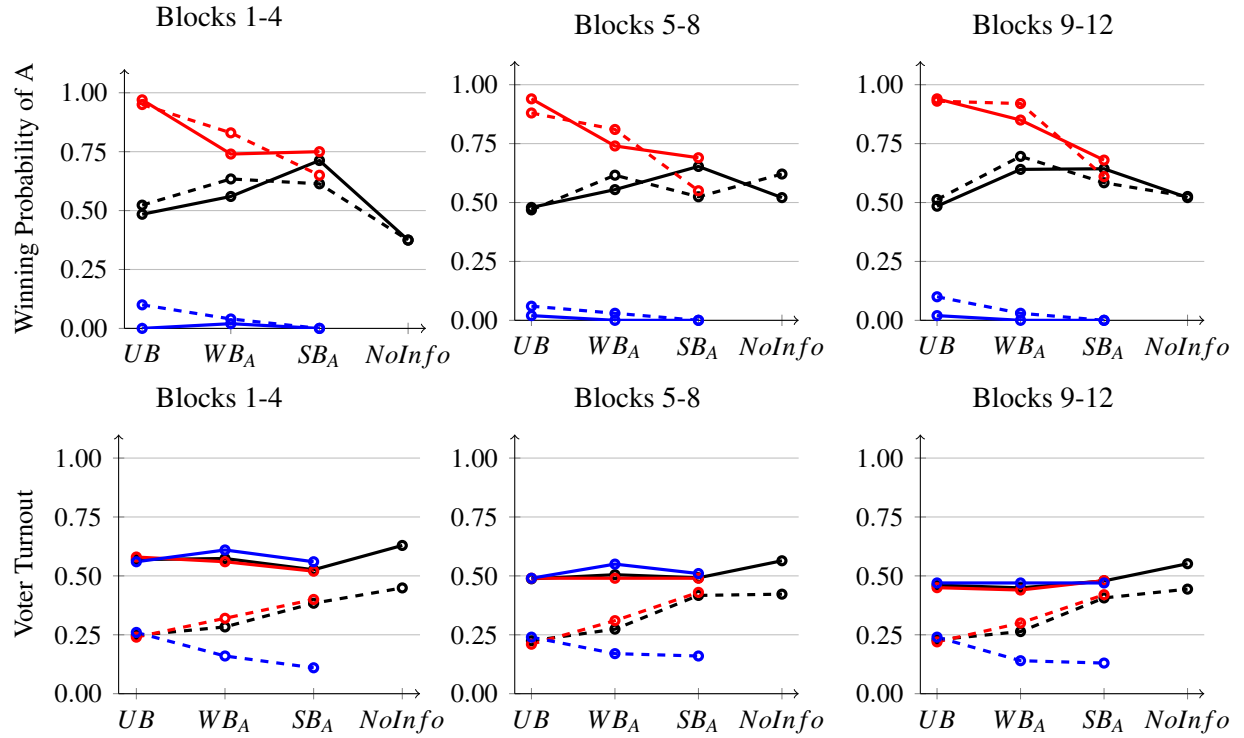 Blocks 1-4
Blocks 5-8
Blocks 9-12
Winning Probability of A
1.00
0.75
0.50
0.25
0.00
UB WB_A SB_A NoInfo
1.00
0.75
0.50
0.25
0.00
UB WB_A SB_A NoInfo
1.00
0.75
0.50
0.25
0.00
UB WB_A SB_A NoInfo
Blocks 1-4
Blocks 5-8
Blocks 9-12
Voter Turnout
1.00
0.75
0.50
0.25
0.00
UB WB_A SB_A NoInfo
1.00
0.75
0.50
0.25
0.00
UB WB_A SB_A NoInfo
1.00
0.75
0.50
0.25
0.00
UB WB_A SB_A NoInfo